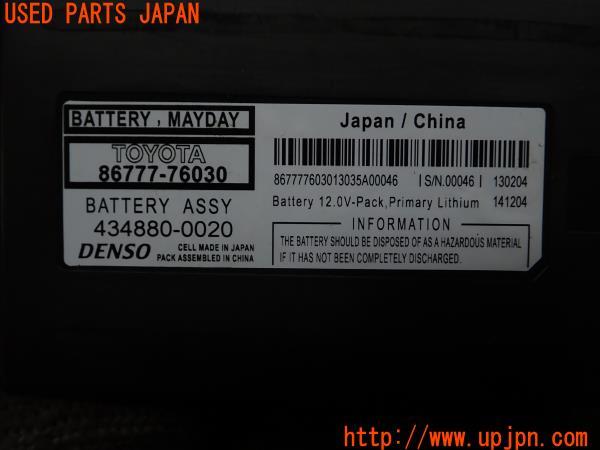 USED PARTS JAPAN
BATTERY , MAYDAY
TOYOTA
86777-76030
BATTERY ASSY
434880-0020
DENSO
CELL MADE IN JAPAN
PACK ASSEMBLED IN CHINA
Japan / China
867777603013035A00046 | S/N.00046 | 130204
Battery 12.0V-Pack,Primary Lithium 141204
INFORMATION
THE BATTERY SHOULD BE DISPOSED OF AS A HAZARDOUS MATERIAL
IF IT HAS NOT BEEN COMPLETELY DISCHARGED.
U-PARTS
http://www.upjpn.com